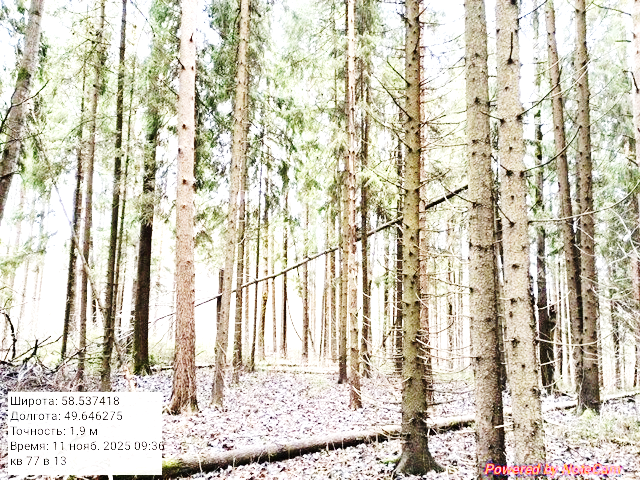 Широта: 58.537418
Долгота: 49.646275
Точность: 1.9 м
Время: 11 нояб. 2025 09:36
кв 77 в 13
Powered by NoteCam